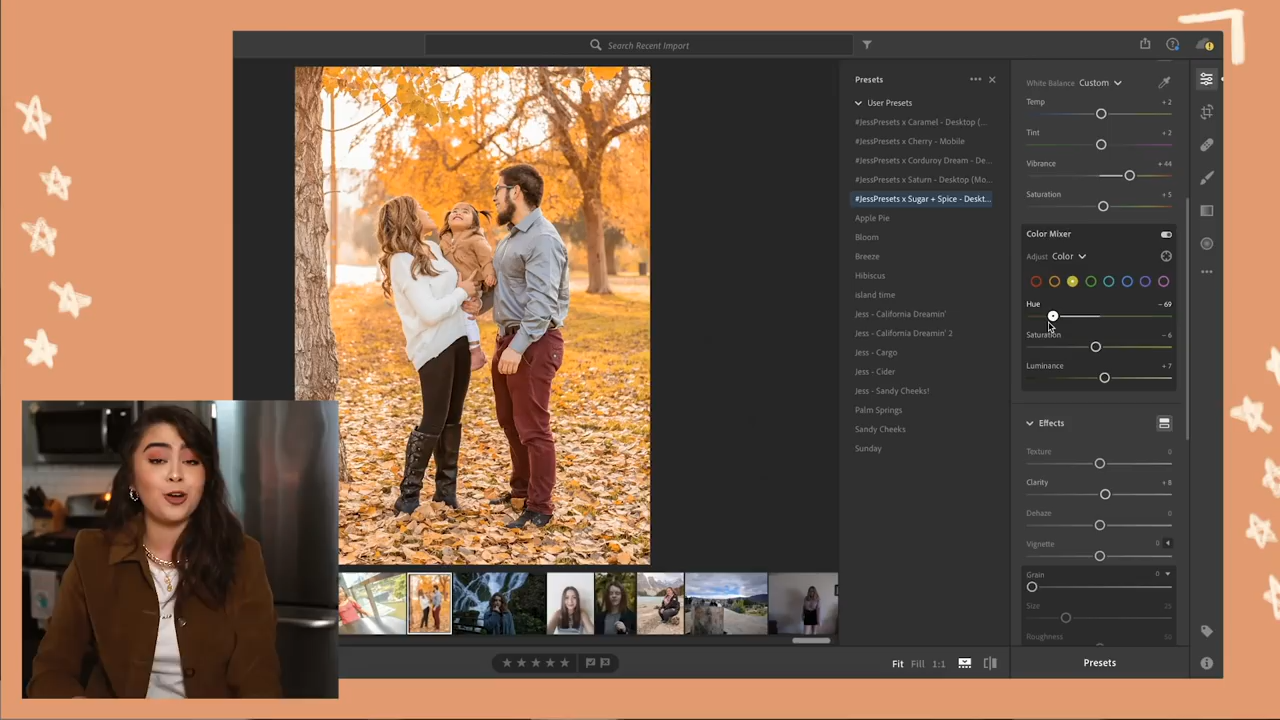 Search Recent Import
Presets
User Presets
#JessPresets x Caramel - Desktop (...
#JessPresets x Cherry - Mobile
#JessPresets x Corduroy Dream - De...
#JessPresets x Saturn - Desktop (Mo...
#JessPresets x Sugar + Spice - Deskt...
Apple Pie
Bloom
Breeze
Hibiscus
island time
Jess - California Dreamin'
Jess - California Dreamin' 2
Jess - Cargo
Jess - Cider
Jess - Sandy Cheeks!
Palm Springs
Sandy Cheeks
Sunday
White Balance Custom
Temp +2
Tint +2
Vibrance +44
Saturation +5
Color Mixer
Adjust Color
Hue -69
Saturation -6
Luminance +7
Effects
Texture 0
Clarity +8
Dehaze 0
Vignette 0
Grain 0
Size 25
Roughness 50
Fit Fill 1:1
Presets